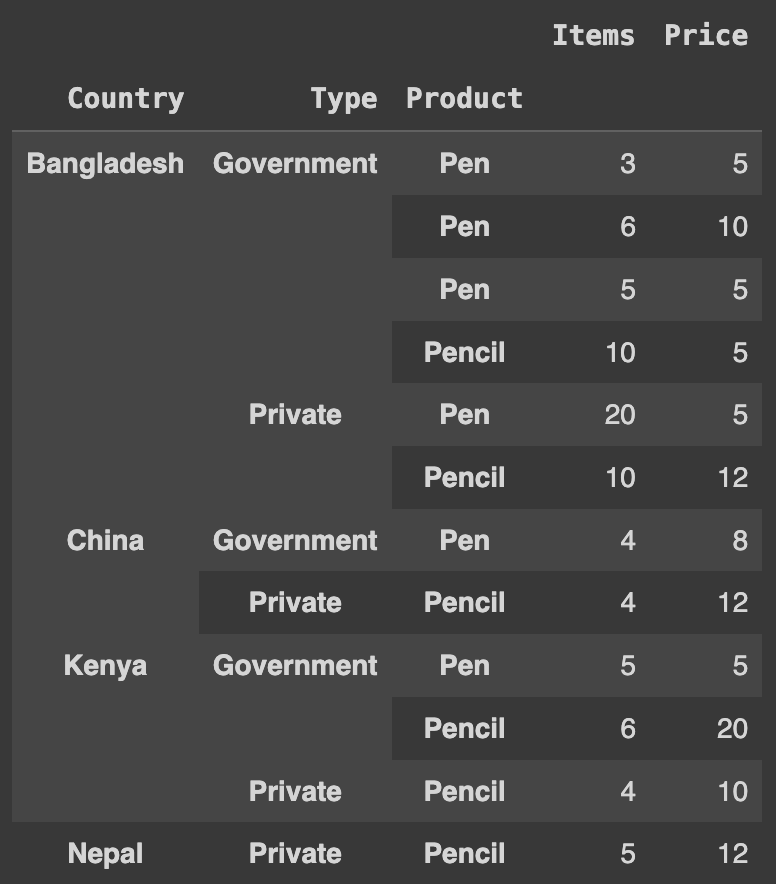 Items Price
Country Type Product
Bangladesh Government Pen 3 5
Pen 6 10
Pen 5 5
Pencil 10 5
Private Pen 20 5
Pencil 10 12
China Government Pen 4 8
Private Pencil 4 12
Kenya Government Pen 5 5
Pencil 6 20
Private Pencil 4 10
Nepal Private Pencil 5 12